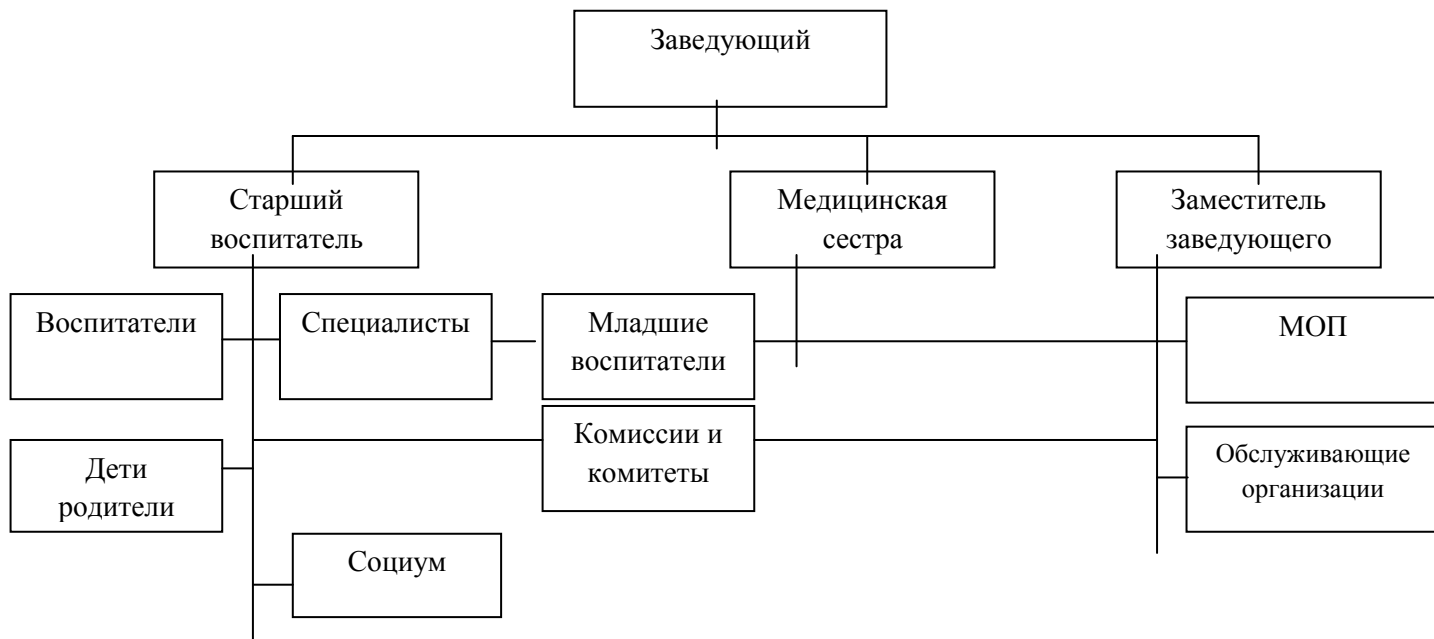 Заведующий
Старший
воспитатель
Медицинская
сестра
Заместитель
заведующего
Воспитатели
Специалисты
Младшие
воспитатели
МОП
Дети
родители
Комиссии и
комитеты
Обслуживающие
организации
Социум